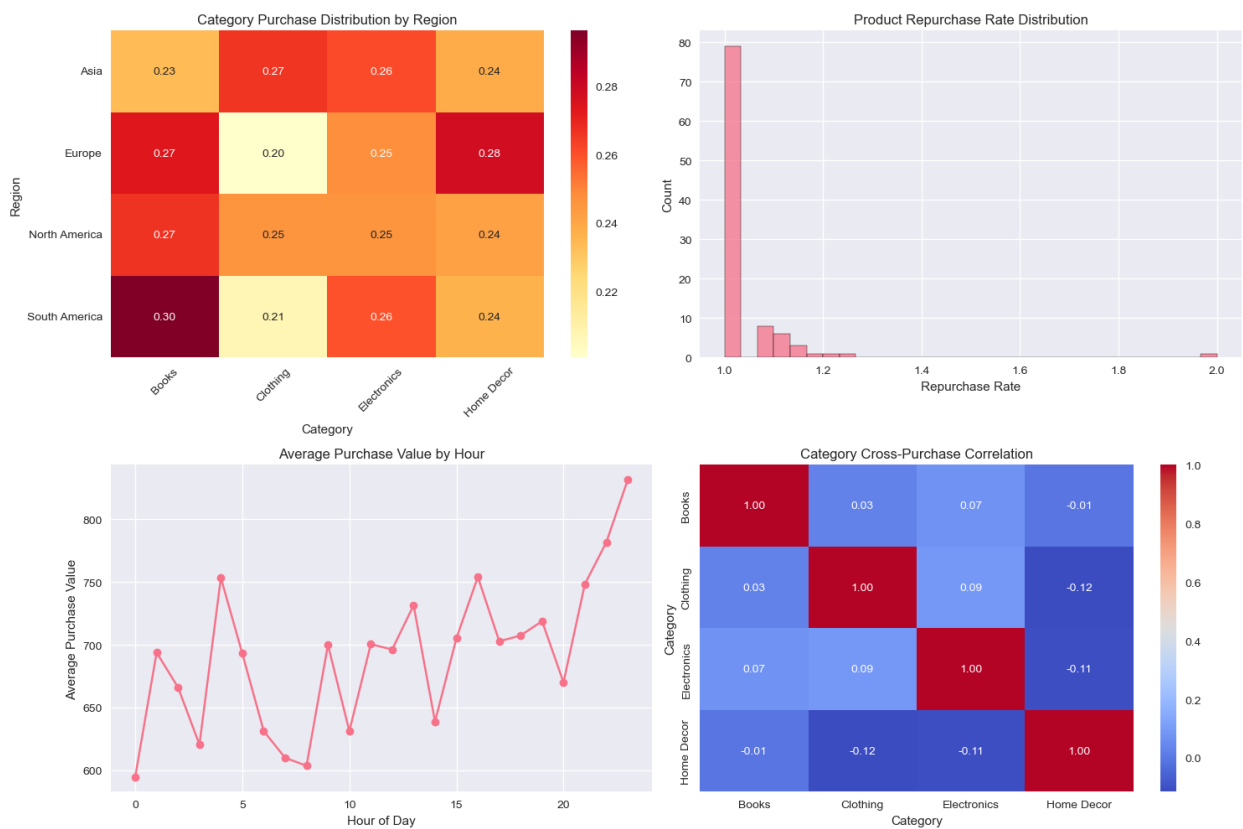 Category Purchase Distribution by Region
Region
Asia
0.23 0.27 0.26 0.24
Europe
0.27 0.20 0.25 0.28
North America
0.27 0.25 0.25 0.24
South America
0.30 0.21 0.26 0.24
Books Clothing Electronics Home Decor
Category
0.28
0.26
0.24
0.22
Product Repurchase Rate Distribution
Count
80
70
60
50
40
30
20
10
0
1.0 1.2 1.4 1.6 1.8 2.0
Repurchase Rate
Average Purchase Value by Hour
Average Purchase Value
800
750
700
650
600
0 5 10 15 20
Hour of Day
Category Cross-Purchase Correlation
Category
Books
1.00 0.03 0.07 -0.01
Clothing
0.03 1.00 0.09 -0.12
Electronics
0.07 0.09 1.00 -0.11
Home Decor
-0.01 -0.12 -0.11 1.00
Books Clothing Electronics Home Decor
Category
1.0
0.8
0.6
0.4
0.2
0.0